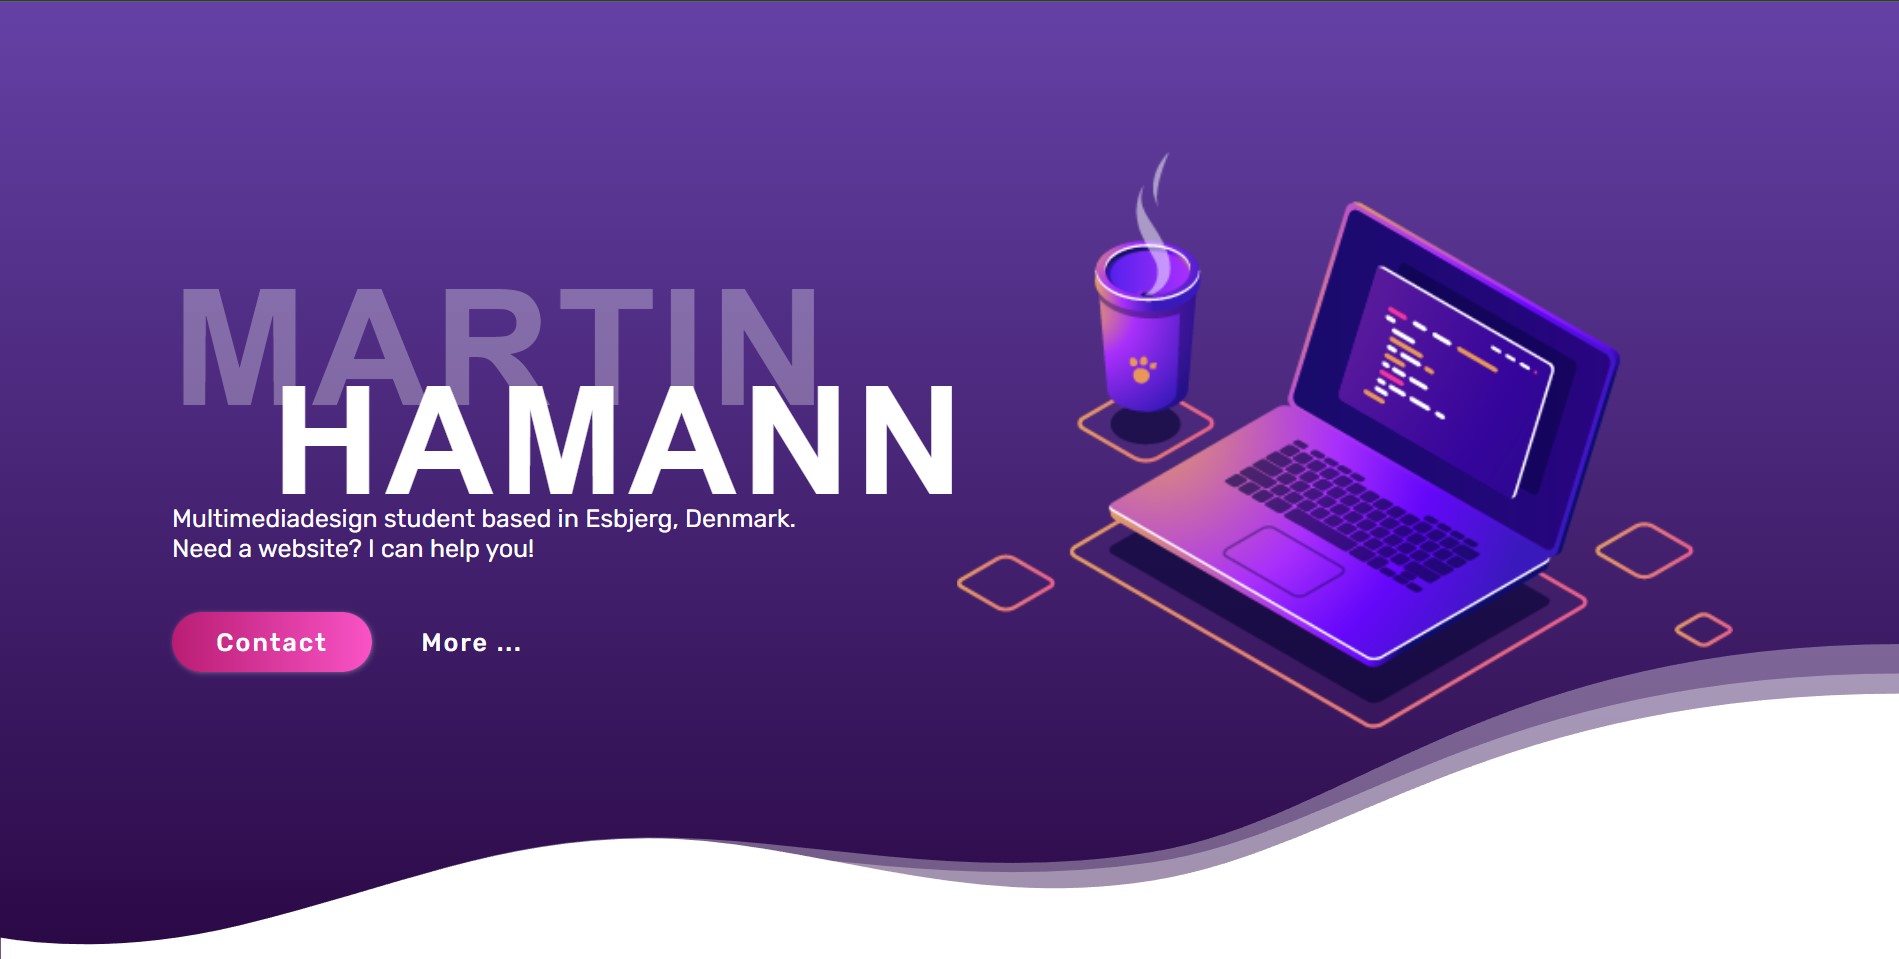 MARTIN
HAMANN
Multimediadesign student based in Esbjerg, Denmark.
Need a website? I can help you!
Contact
More ...